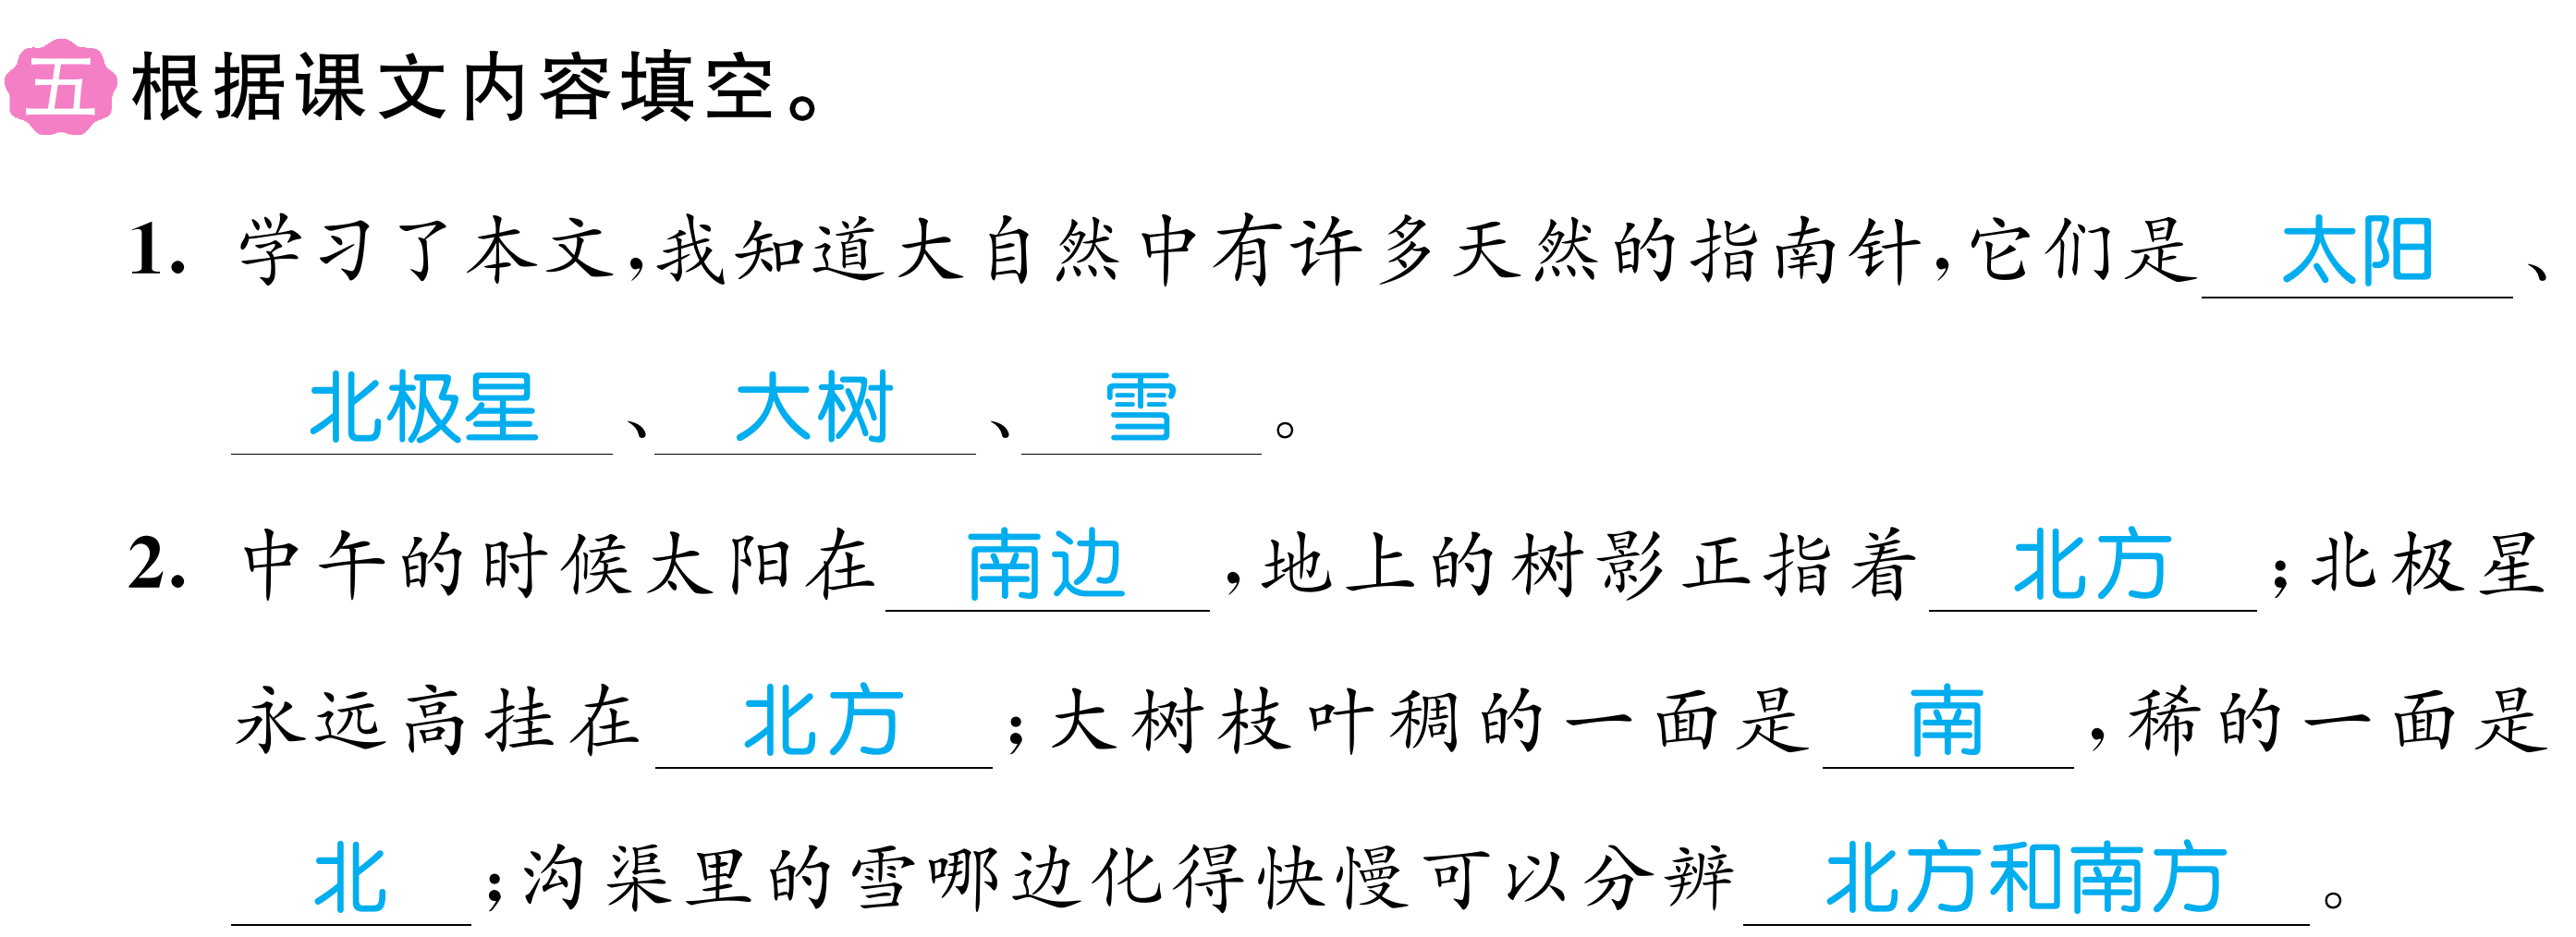 五 根据课文内容填空。
1. 学习了本文,我知道大自然中有许多天然的指南针,它们是 太阳 、
北极星 、 大树 、 雪 。
2. 中午的时候太阳在 南边 ,地上的树影正指着 北方 ;北极星
永远高挂在 北方 ;大树枝叶稠的一面是 南 ,稀的一面是
北 ;沟渠里的雪哪边化得快慢可以分辨 北方和南方 。